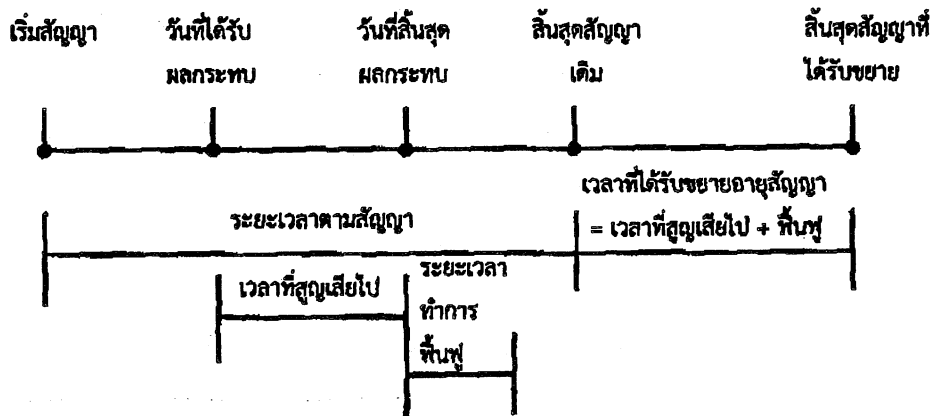 เริ่มสัญญา วันที่ได้รับ วันที่สิ้นสุด สิ้นสุดสัญญา สิ้นสุดสัญญาที่
ผลกระทบ ผลกระทบ เดิม ได้รับขยาย
เวลาที่ได้รับขยายอายุสัญญา
ระยะเวลาตามสัญญา = เวลาที่สูญเสียไป + ฟื้นฟู
เวลาที่สูญเสียไป ระยะเวลา
ทำการ
ฟื้นฟู